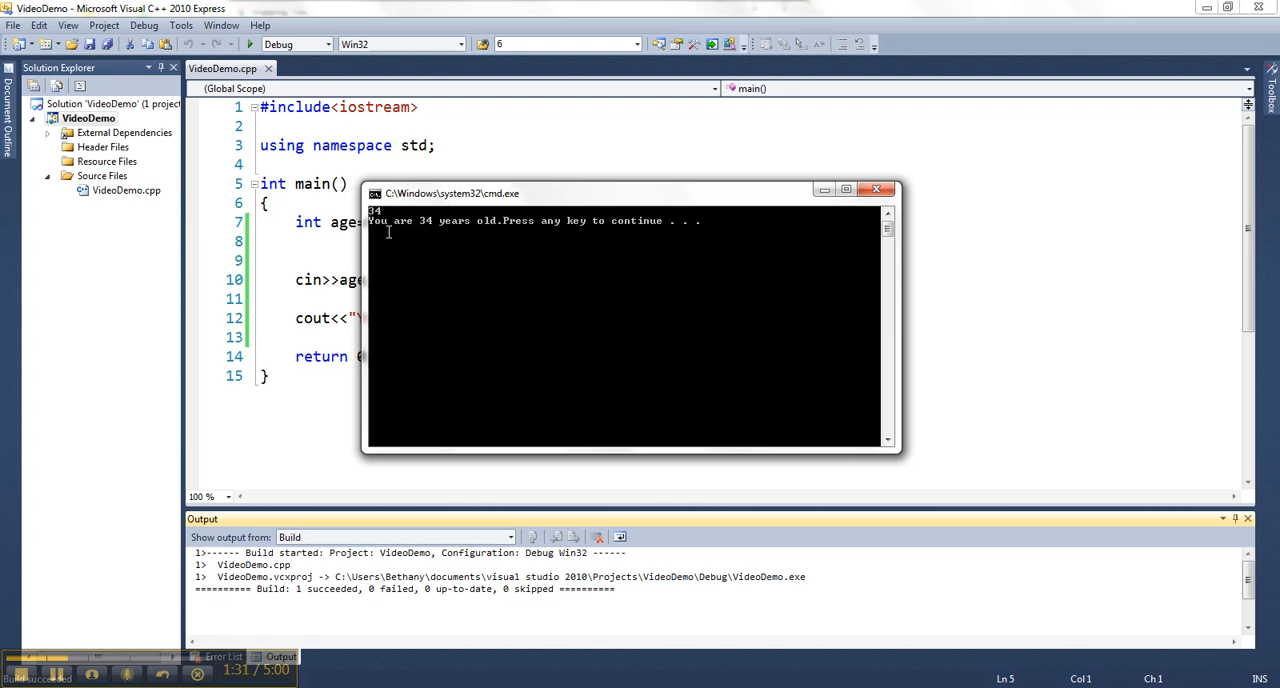 VideoDemo - Microsoft Visual C++ 2010 Express
File Edit View Project Debug Tools Window Help
Debug Win32 6
Solution Explorer
VideoDemo.cpp
Document Outline
Toolbox
(Global Scope) main()
Solution 'VideoDemo' (1 project
VideoDemo
External Dependencies
Header Files
Resource Files
Source Files
VideoDemo.cpp
1 #include<iostream>
2
3 using namespace std;
4
5 int main()
6 {
7 int age=
8
9
10 cin>>age
11
12 cout<<"
13
14 return
15 }
C:\Windows\system32\cmd.exe
34
You are 34 years old.Press any key to continue . . .
100 %
Output
Show output from: Build
1>------ Build started: Project: VideoDemo, Configuration: Debug Win32 ------
1> VideoDemo.cpp
1> VideoDemo.vcxproj -> C:\Users\Bethany\documents\visual studio 2010\Projects\VideoDemo\Debug\VideoDemo.exe
========== Build: 1 succeeded, 0 failed, 0 up-to-date, 0 skipped ==========
Error List Output
1:31 / 5:00
Build succeeded
Ln 5 Col 1 Ch 1 INS